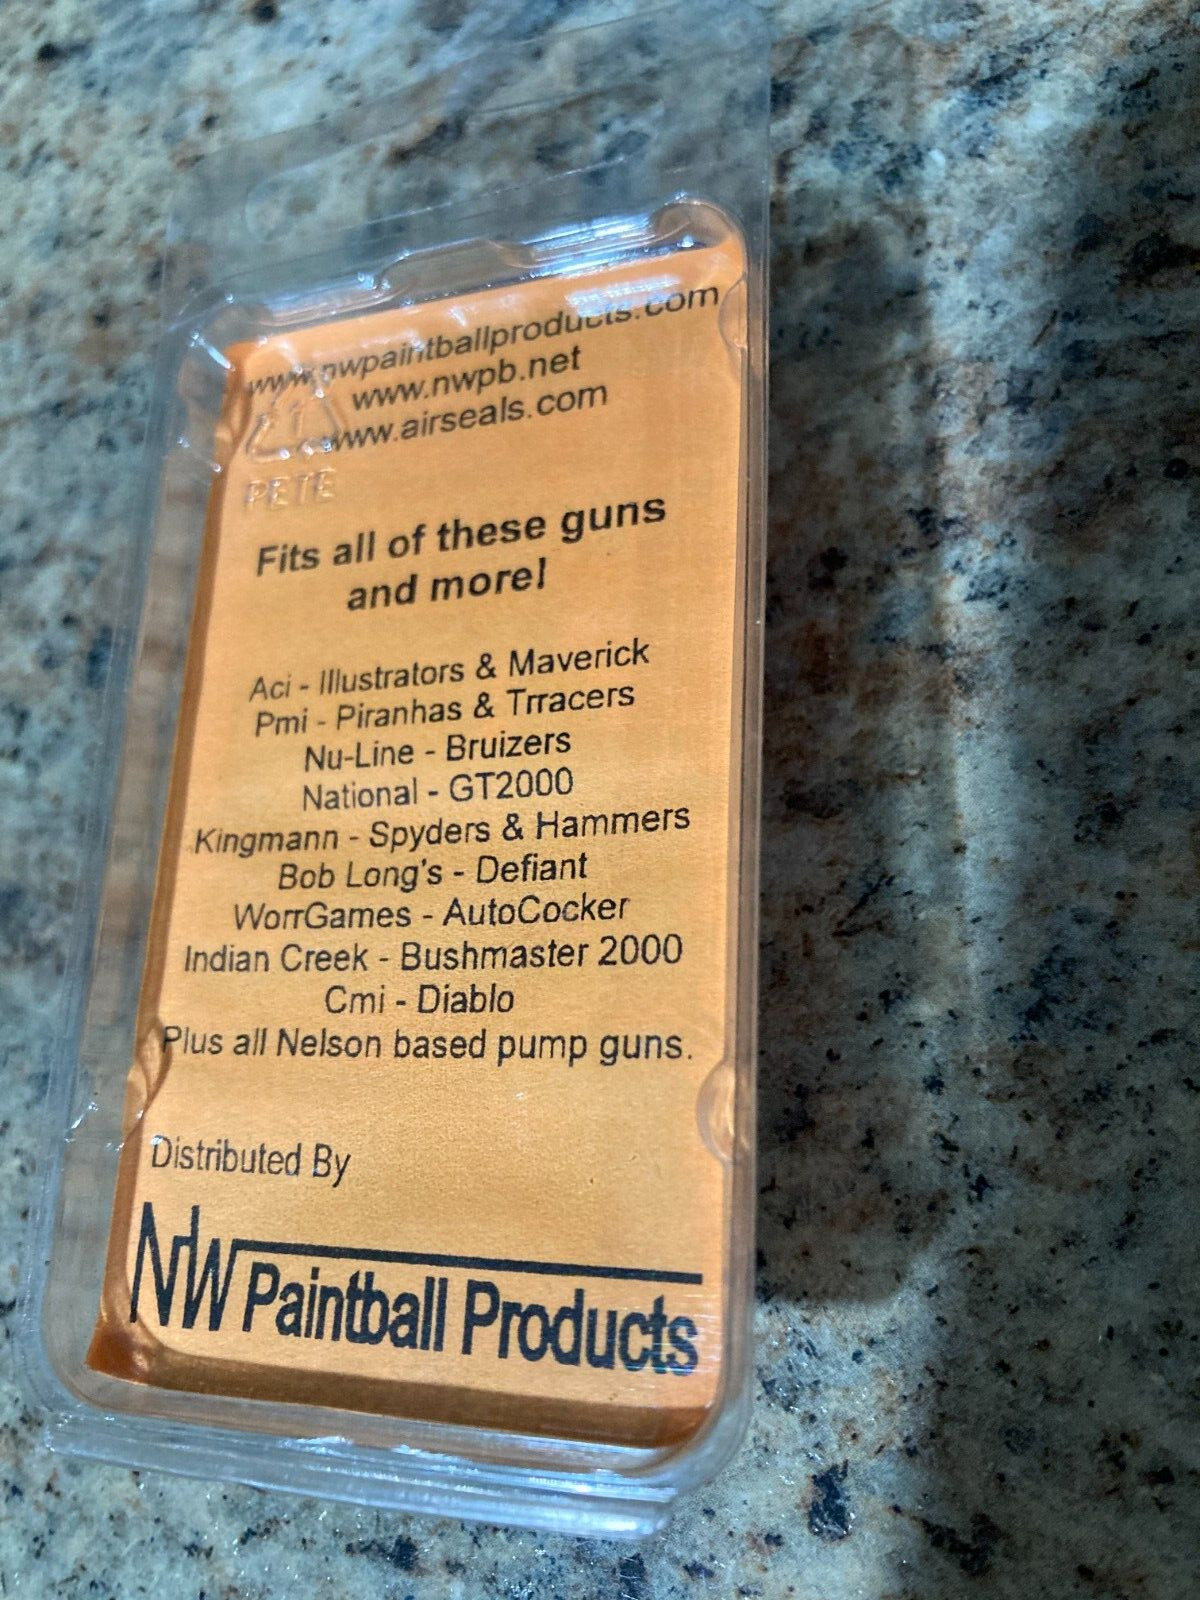 www.nwpaintballproducts.com
www.nwpb.net
www.airseals.com
1
PETE
Fits all of these guns
and more!
Aci - Illustrators & Maverick
Pmi - Piranhas & Trracers
Nu-Line - Bruizers
National - GT2000
Kingmann - Spyders & Hammers
Bob Long's - Defiant
WorrGames - AutoCocker
Indian Creek - Bushmaster 2000
Cmi - Diablo
Plus all Nelson based pump guns.
Distributed By
NW Paintball Products